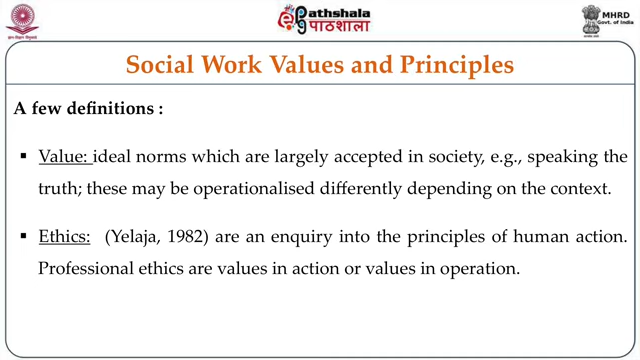 Pathshala
पाठशाला
MHRD
Govt. of India
Social Work Values and Principles
A few definitions :
▪ Value: ideal norms which are largely accepted in society, e.g., speaking the
truth; these may be operationalised differently depending on the context.
▪ Ethics: (Yelaja, 1982) are an enquiry into the principles of human action.
Professional ethics are values in action or values in operation.